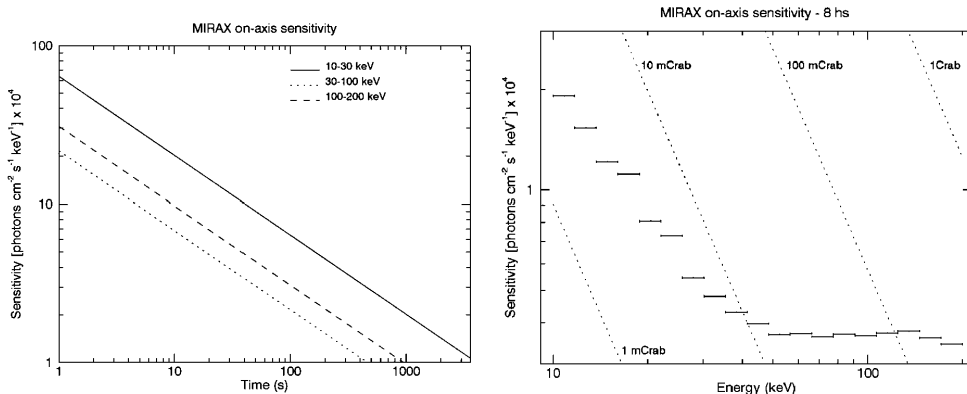 MIRAX on-axis sensitivity
100
10
1
Sensitivity [photons cm⁻² s⁻¹ keV⁻¹] x 10⁴
10-30 keV
30-100 keV
100-200 keV
1
10
100
1000
Time (s)
MIRAX on-axis sensitivity - 8 hs
Sensitivity [photons cm⁻² s⁻¹ keV⁻¹] x 10⁴
1
10 mCrab
100 mCrab
1Crab
1 mCrab
10
100
Energy (keV)